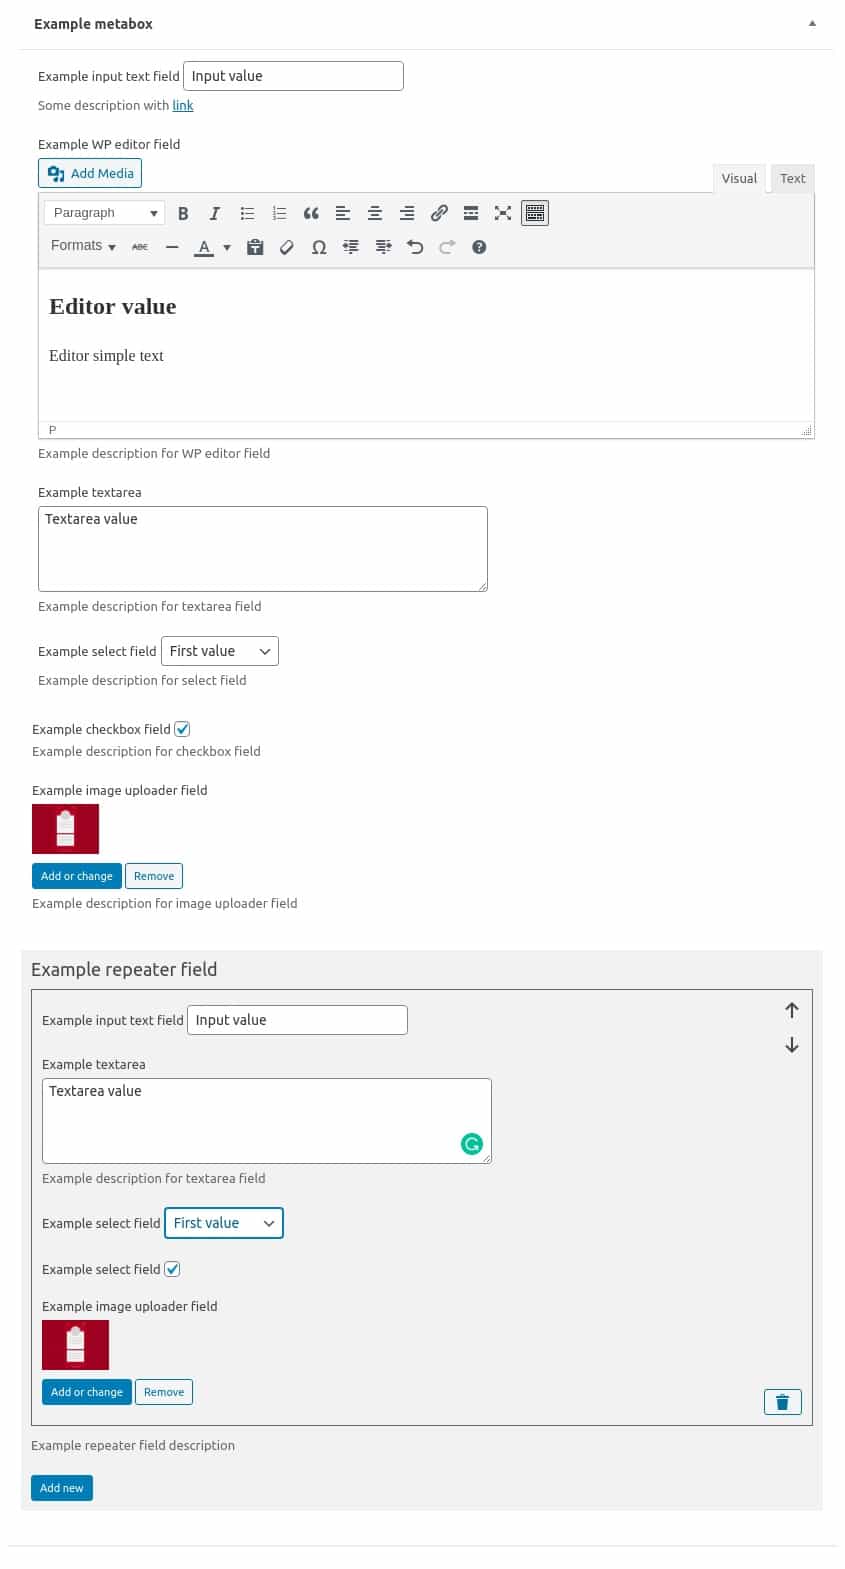 Example metabox
Example input text field Input value
Some description with link
Example WP editor field
Add Media
Visual Text
Paragraph B I
Formats ABC A Ω
Editor value
Editor simple text
P
Example description for WP editor field
Example textarea
Textarea value
Example description for textarea field
Example select field First value
Example description for select field
Example checkbox field
Example description for checkbox field
Example image uploader field
Add or change Remove
Example description for image uploader field
Example repeater field
Example input text field Input value
Example textarea
Textarea value
Example description for textarea field
Example select field First value
Example select field
Example image uploader field
Add or change Remove
Example repeater field description
Add new